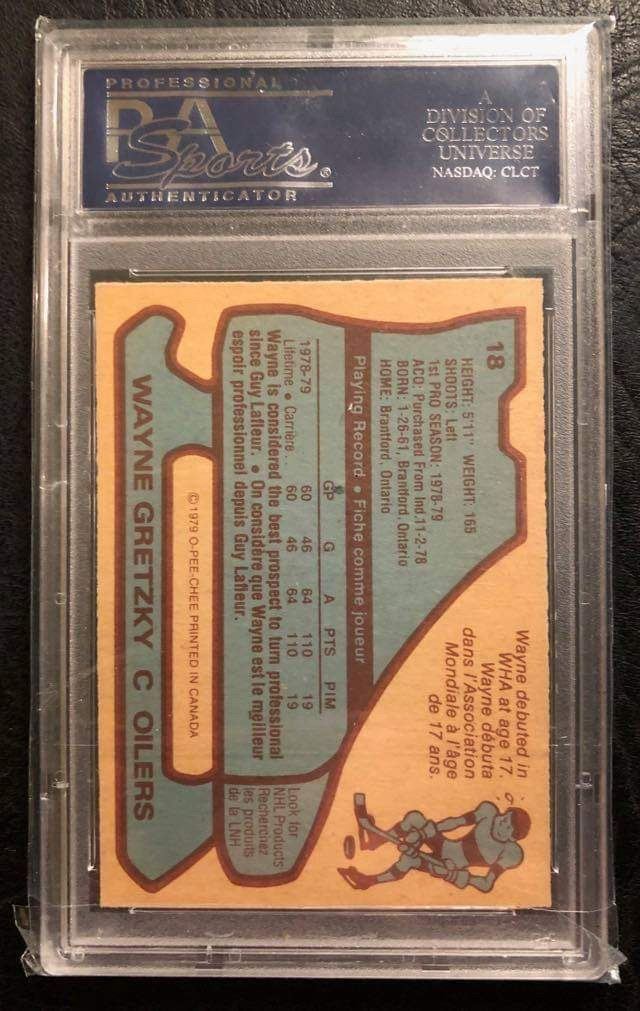 PROFESSIONAL
PSA
Sports®
AUTHENTICATOR
A
DIVISION OF
COLLECTORS
UNIVERSE
NASDAQ: CLCT
18
HEIGHT: 5'11" WEIGHT: 165
SHOOTS: Left
1st PRO SEASON: 1978-79
ACQ: Purchased From Ind.11-2-78
BORN: 1-26-61, Brantford, Ontario
HOME: Brantford, Ontario
Wayne debuted in
WHA at age 17.
Wayne débuta
dans l'Association
Mondiale à l'âge
de 17 ans.
Playing Record • Fiche comme joueur
GP G A PTS PIM
1978-79 60 46 64 110 19
Lifetime • Carrière 60 46 64 110 19
Wayne is considered the best prospect to turn professional
since Guy Lafleur. • On considère que Wayne est le meilleur
espoir professionnel depuis Guy Lafleur.
Look for
NHL Products
Recherchez
les produits
de la LNH
© 1979 O-PEE-CHEE PRINTED IN CANADA
WAYNE GRETZKY C OILERS